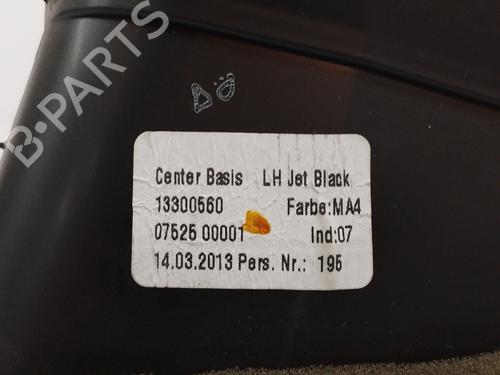 B-PARTS
Center Basis LH Jet Black
13300560 Farbe:MA4
07525 00001 Ind:07
14.03.2013 Pers. Nr.: 195